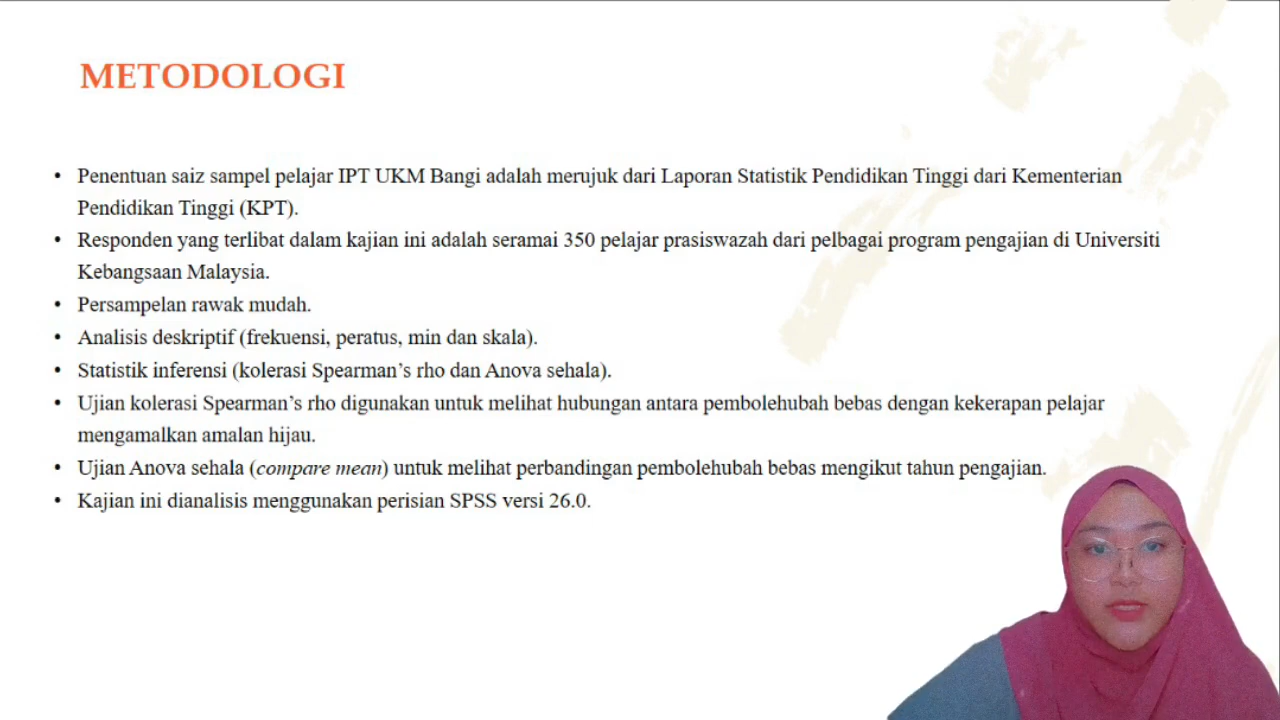 METODOLOGI
• Penentuan saiz sampel pelajar IPT UKM Bangi adalah merujuk dari Laporan Statistik Pendidikan Tinggi dari Kementerian
Pendidikan Tinggi (KPT).
• Responden yang terlibat dalam kajian ini adalah seramai 350 pelajar prasiswazah dari pelbagai program pengajian di Universiti
Kebangsaan Malaysia.
• Persampelan rawak mudah.
• Analisis deskriptif (frekuensi, peratus, min dan skala).
• Statistik inferensi (kolerasi Spearman’s rho dan Anova sehala).
• Ujian kolerasi Spearman’s rho digunakan untuk melihat hubungan antara pembolehubah bebas dengan kekerapan pelajar
mengamalkan amalan hijau.
• Ujian Anova sehala (compare mean) untuk melihat perbandingan pembolehubah bebas mengikut tahun pengajian.
• Kajian ini dianalisis menggunakan perisian SPSS versi 26.0.